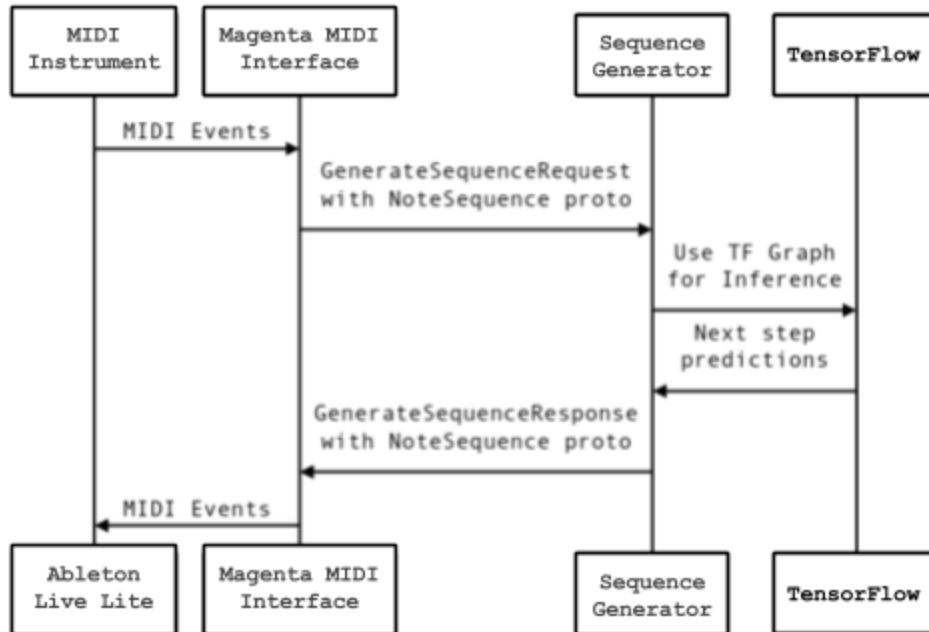 MIDI
Instrument
Magenta MIDI
Interface
Sequence
Generator
TensorFlow
MIDI Events
GenerateSequenceRequest
with NoteSequence proto
Use TF Graph
for Inference
Next step
predictions
GenerateSequenceResponse
with NoteSequence proto
MIDI Events
Ableton
Live Lite
Magenta MIDI
Interface
Sequence
Generator
TensorFlow